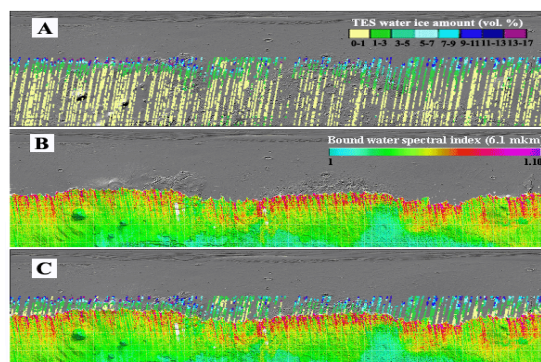 A
TES water ice amount (vol. %)
0-1 1-3 3-5 5-7 7-9 9-11 11-13 13-17
B
Bound water spectral index (6.1 mkm)
1 1.18
C